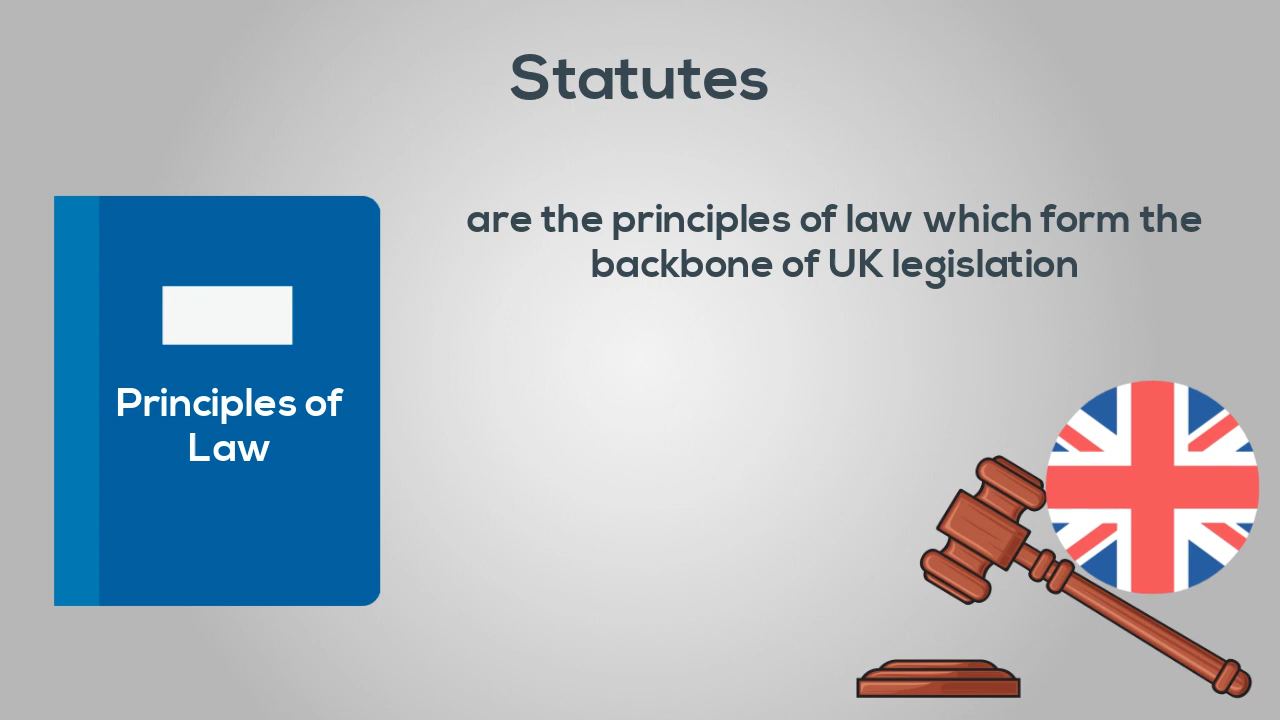 Statutes
are the principles of law which form the
backbone of UK legislation
Principles of
Law